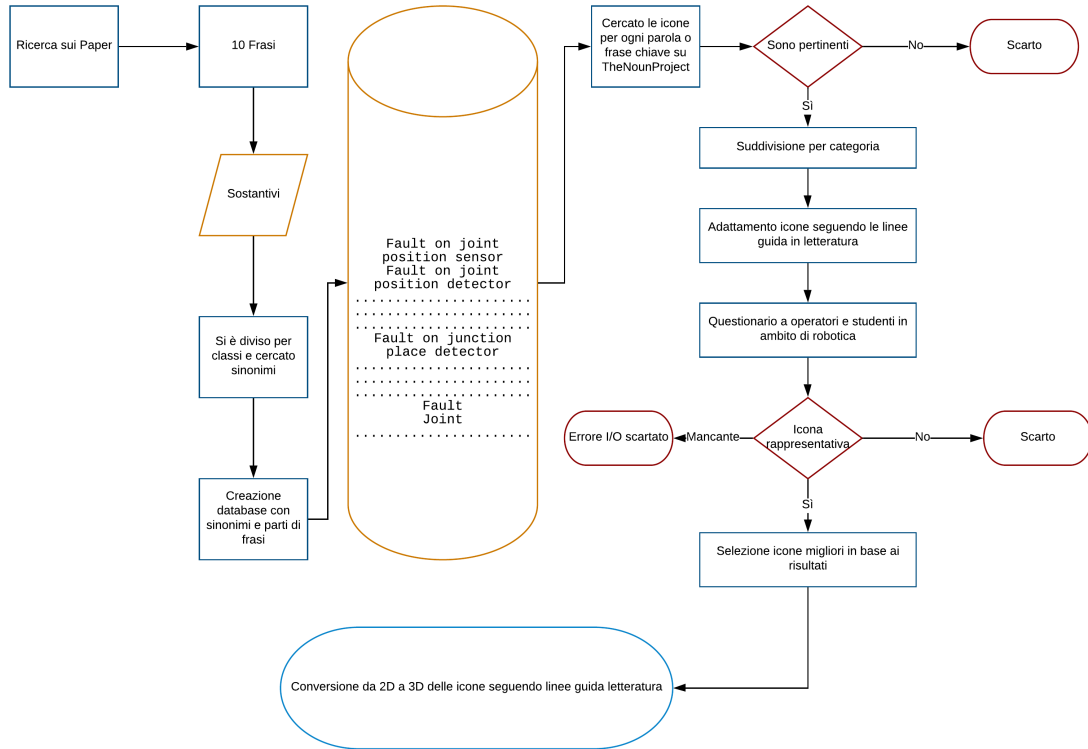 Ricerca sui Paper
10 Frasi
Sostantivi
Si è diviso per
classi e cercato
sinonimi
Creazione
database con
sinonimi e parti di
frasi
Fault on joint
position sensor
Fault on joint
position detector
.......................
.......................
Fault on junction
place detector
.......................
.......................
.......................
Fault
Joint
.......................
Cercato le icone
per ogni parola o
frase chiave su
TheNounProject
Sono pertinenti
No
Scarto
Sì
Suddivisione per categoria
Adattamento icone seguendo le linee
guida in letteratura
Questionario a operatori e studenti in
ambito di robotica
Icona
rappresentativa
Mancante
Errore I/O scartato
No
Scarto
Sì
Selezione icone migliori in base ai
risultati
Conversione da 2D a 3D delle icone seguendo linee guida letteratura